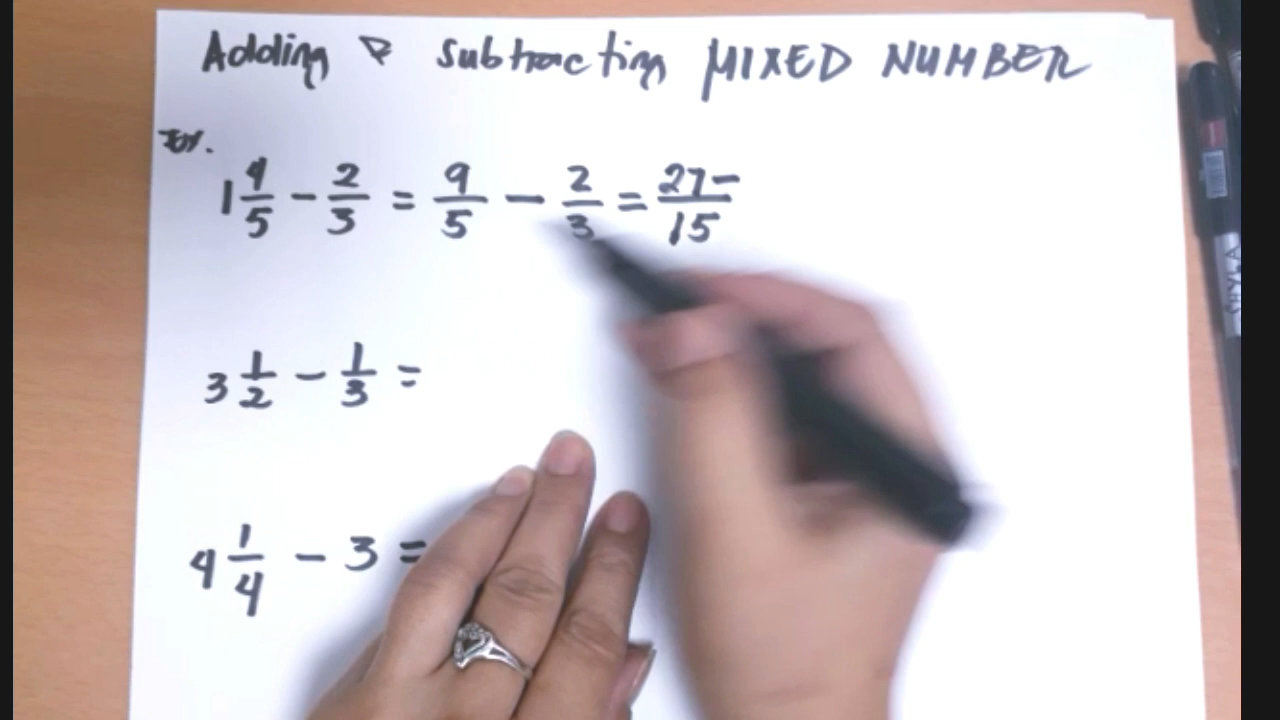 Adding & Subtracting MIXED NUMBER
Ex.
1 4/5 - 2/3 = 9/5 - 2/3 = 27-/15
3 1/2 - 1/3 =
4 1/4 - 3 =
SHYLA